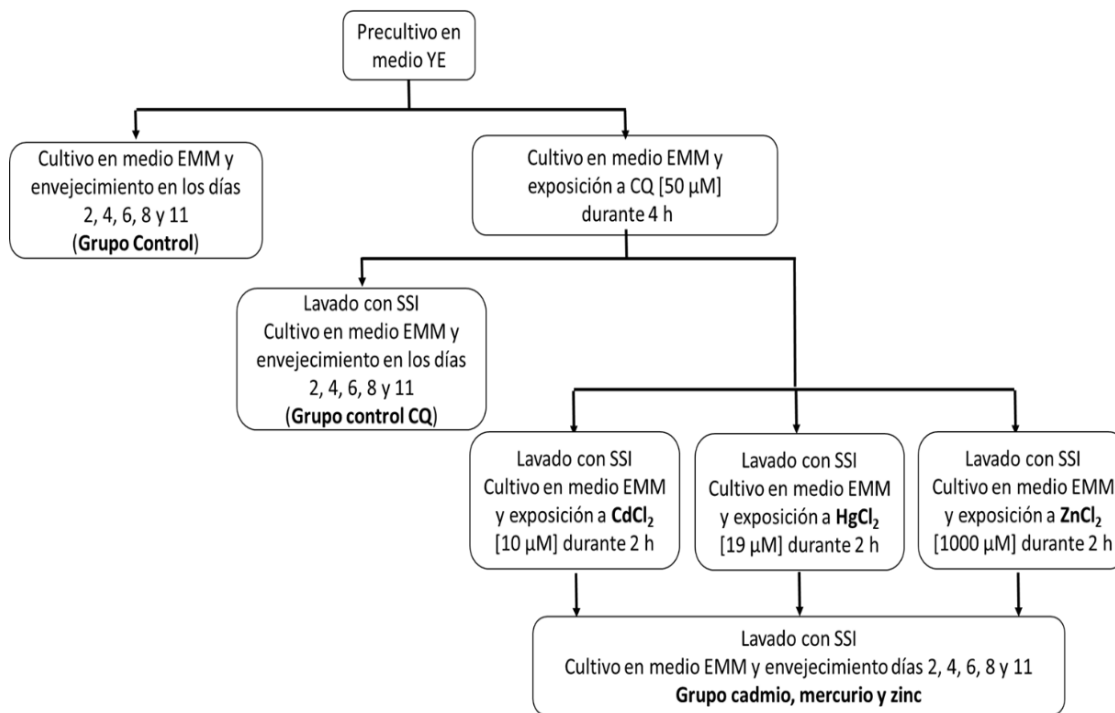 Precultivo en
medio YE
Cultivo en medio EMM y
envejecimiento en los días
2, 4, 6, 8 y 11
(Grupo Control)
Cultivo en medio EMM y
exposición a CQ [50 µM]
durante 4 h
Lavado con SSI
Cultivo en medio EMM y
envejecimiento en los días
2, 4, 6, 8 y 11
(Grupo control CQ)
Lavado con SSI
Cultivo en medio EMM
y exposición a CdCl₂
[10 µM] durante 2 h
Lavado con SSI
Cultivo en medio EMM
y exposición a HgCl₂
[19 µM] durante 2 h
Lavado con SSI
Cultivo en medio EMM
y exposición a ZnCl₂
[1000 µM] durante 2 h
Lavado con SSI
Cultivo en medio EMM y envejecimiento días 2, 4, 6, 8 y 11
Grupo cadmio, mercurio y zinc